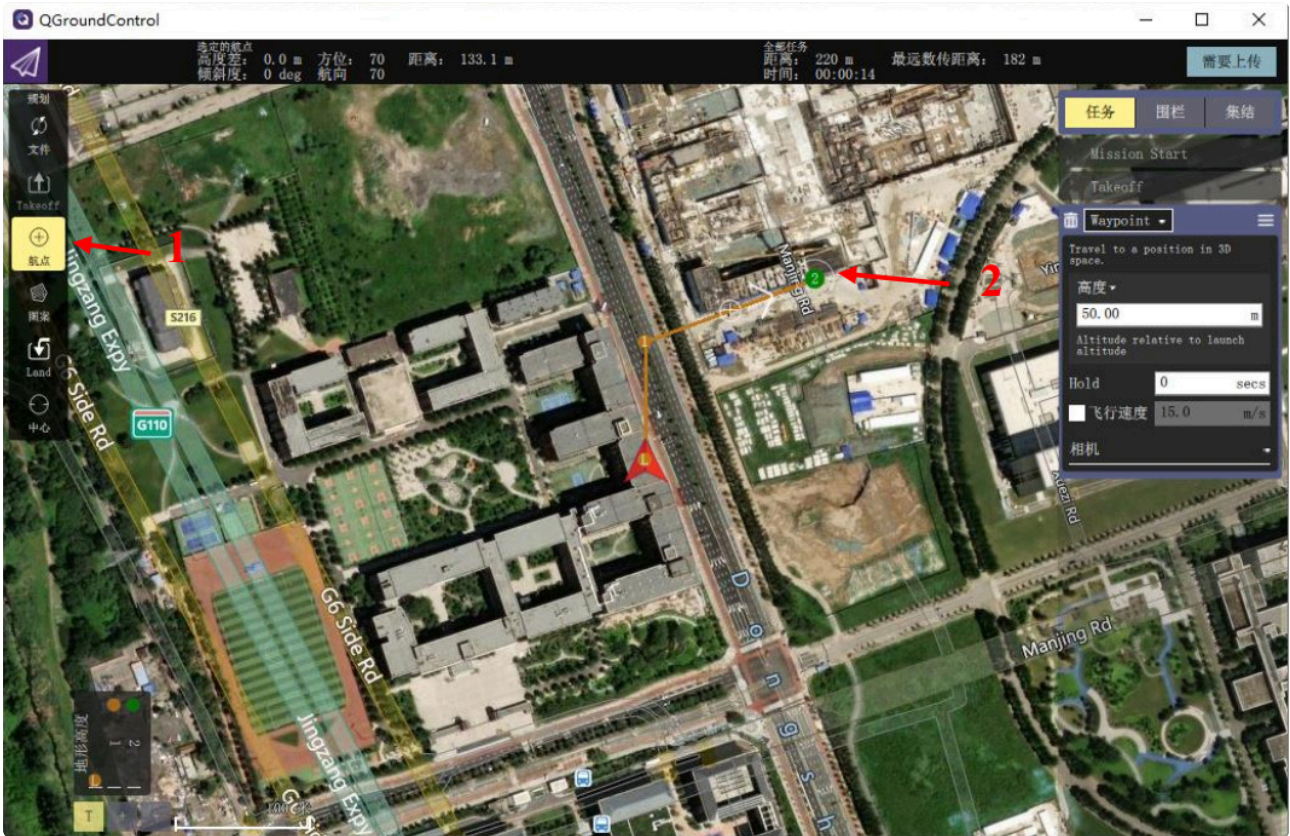 QGroundControl
选定的航点
高度差: 0.0 m 方位: 70 距离: 133.1 m
倾斜度: 0 deg 航向 70
全部任务
距离: 220 m 最远数传距离: 182 m
时间: 00:00:14
需要上传
规划
文件
Takeoff
航点
图案
Land
中心
任务 围栏 集结
Mission Start
Takeoff
Waypoint
Travel to a position in 3D
space.
高度
50.00 m
Altitude relative to launch
altitude
Hold 0 secs
飞行速度 15.0 m/s
相机
1
2
2
1
L
Manjing Rd
Jingzang Expy
S216
G6 Side Rd
G110
G6 Side Rd
Jingzang Expy
Manjing Rd
Dongsh
地形高度
1 2
L
T